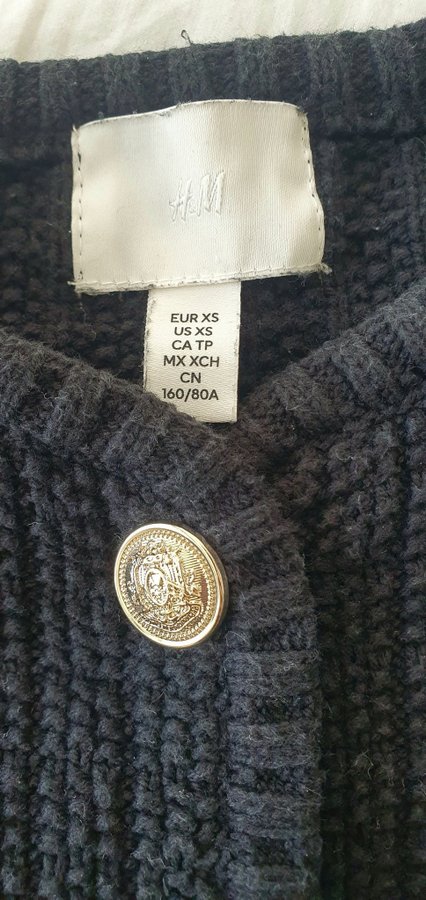 H&M
EUR XS
US XS
CA TP
MX XCH
CN
160/80A